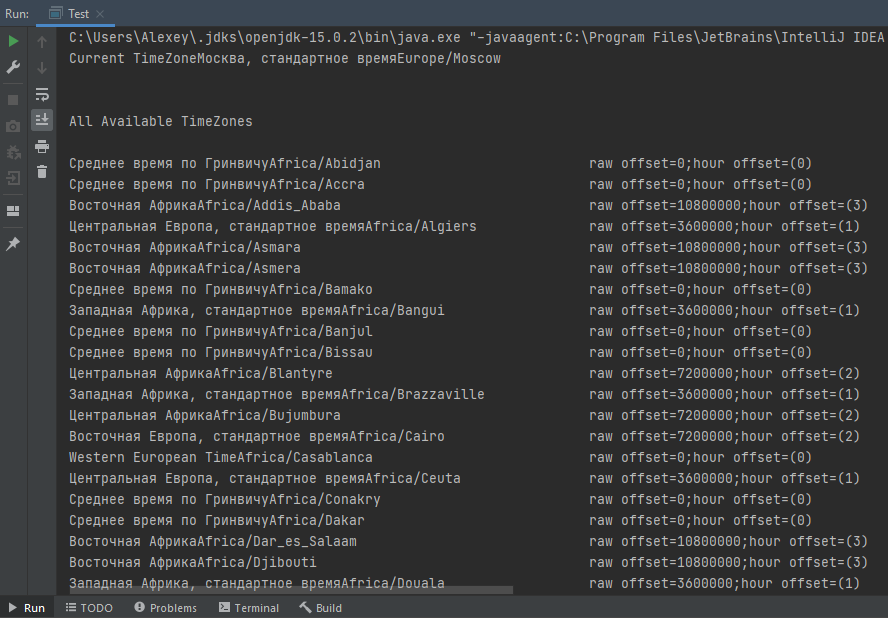 Run: Test
C:\Users\Alexey\.jdks\openjdk-15.0.2\bin\java.exe "-javaagent:C:\Program Files\JetBrains\IntelliJ IDEA
Current TimeZoneМосква, стандартное времяEurope/Moscow
All Available TimeZones
Среднее время по ГринвичуAfrica/Abidjan raw offset=0;hour offset=(0)
Среднее время по ГринвичуAfrica/Accra raw offset=0;hour offset=(0)
Восточная АфрикаAfrica/Addis_Ababa raw offset=10800000;hour offset=(3)
Центральная Европа, стандартное времяAfrica/Algiers raw offset=3600000;hour offset=(1)
Восточная АфрикаAfrica/Asmara raw offset=10800000;hour offset=(3)
Восточная АфрикаAfrica/Asmera raw offset=10800000;hour offset=(3)
Среднее время по ГринвичуAfrica/Bamako raw offset=0;hour offset=(0)
Западная Африка, стандартное времяAfrica/Bangui raw offset=3600000;hour offset=(1)
Среднее время по ГринвичуAfrica/Banjul raw offset=0;hour offset=(0)
Среднее время по ГринвичуAfrica/Bissau raw offset=0;hour offset=(0)
Центральная АфрикаAfrica/Blantyre raw offset=7200000;hour offset=(2)
Западная Африка, стандартное времяAfrica/Brazzaville raw offset=3600000;hour offset=(1)
Центральная АфрикаAfrica/Bujumbura raw offset=7200000;hour offset=(2)
Восточная Европа, стандартное времяAfrica/Cairo raw offset=7200000;hour offset=(2)
Western European TimeAfrica/Casablanca raw offset=0;hour offset=(0)
Центральная Европа, стандартное времяAfrica/Ceuta raw offset=3600000;hour offset=(1)
Среднее время по ГринвичуAfrica/Conakry raw offset=0;hour offset=(0)
Среднее время по ГринвичуAfrica/Dakar raw offset=0;hour offset=(0)
Восточная АфрикаAfrica/Dar_es_Salaam raw offset=10800000;hour offset=(3)
Восточная АфрикаAfrica/Djibouti raw offset=10800000;hour offset=(3)
Западная Африка, стандартное времяAfrica/Douala raw offset=3600000;hour offset=(1)
Run TODO Problems Terminal Build